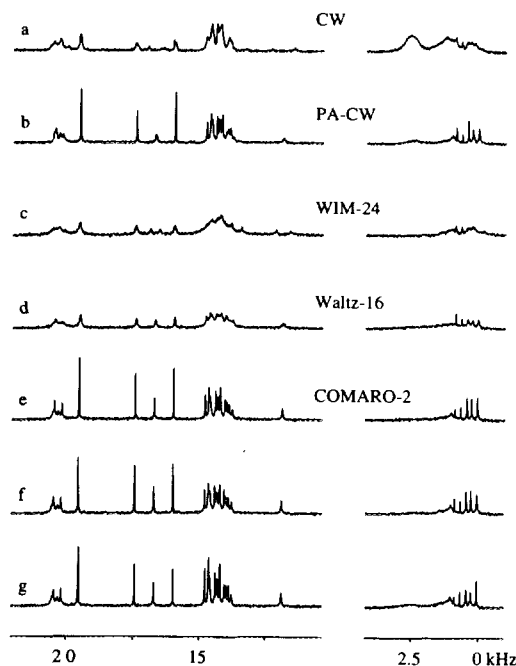 a CW
b PA-CW
c WIM-24
d Waltz-16
e COMARO-2
f
g
20 15 2.5 0 kHz